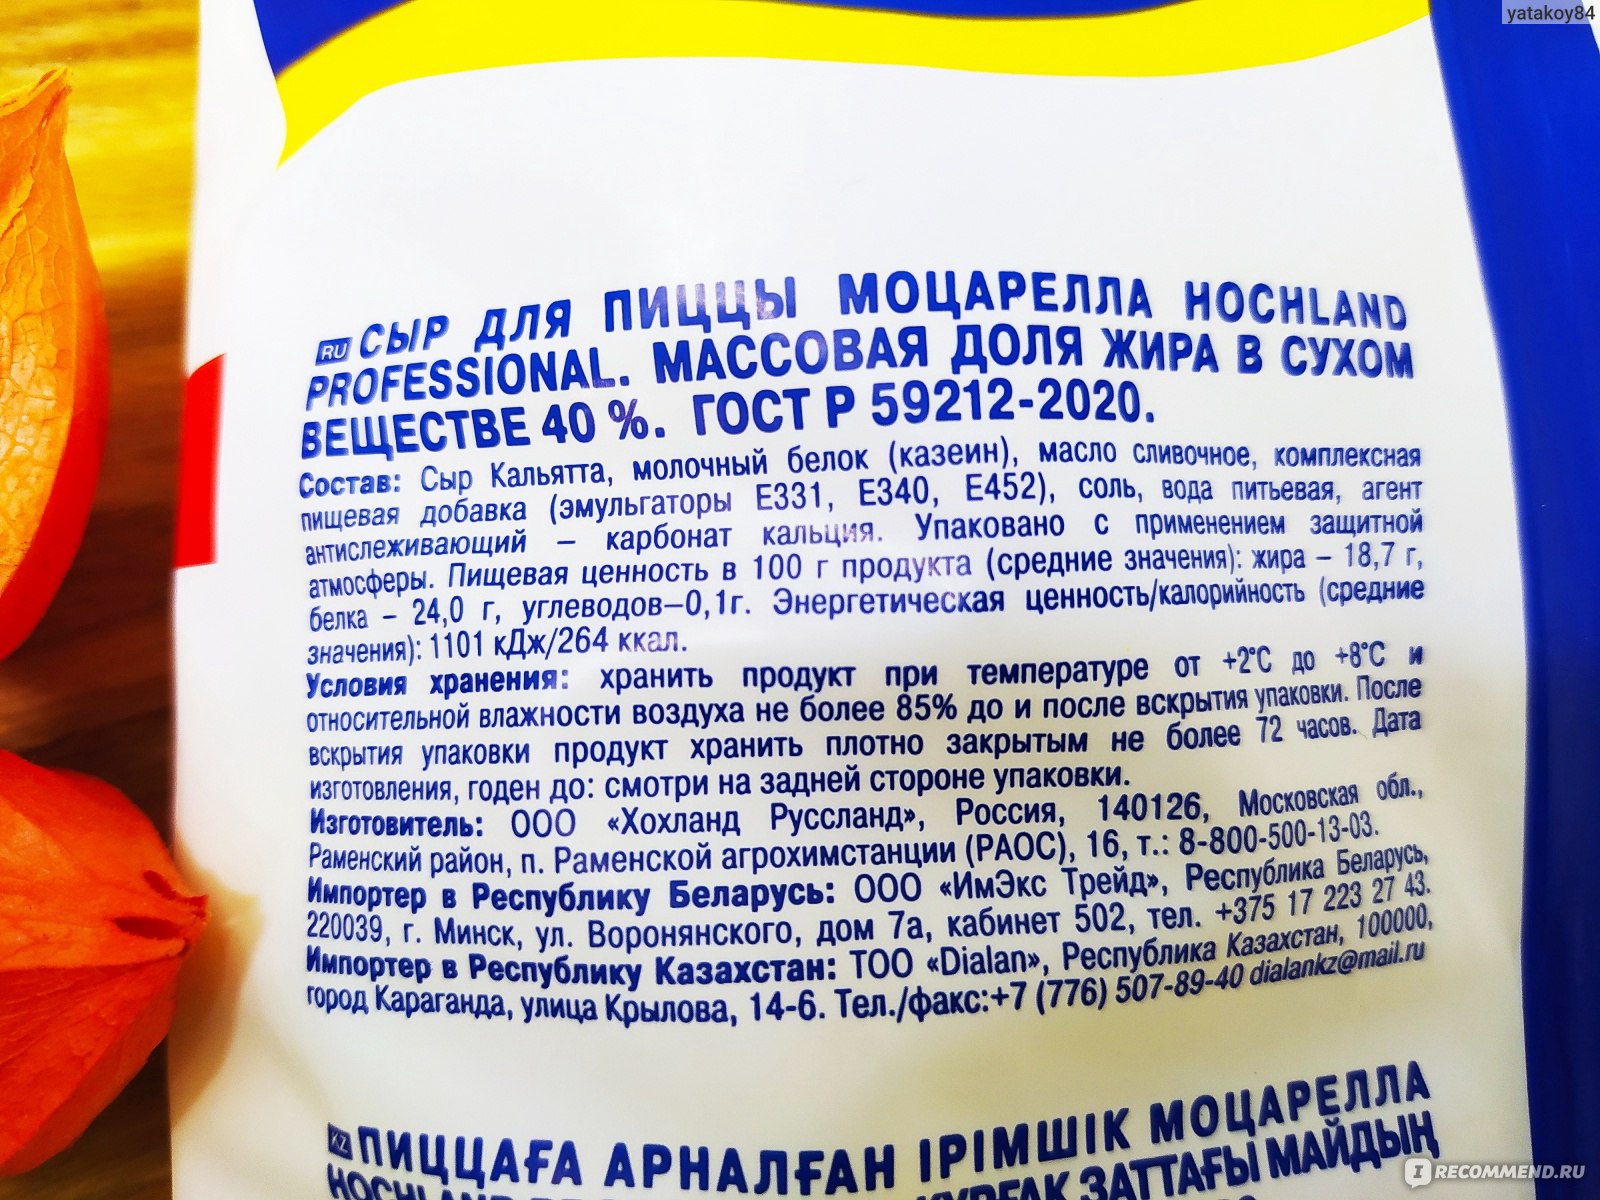 yatakoy84
RU СЫР ДЛЯ ПИЦЦЫ МОЦАРЕЛЛА HOCHLAND
PROFESSIONAL. МАССОВАЯ ДОЛЯ ЖИРА В СУХОМ
ВЕЩЕСТВЕ 40 %. ГОСТ Р 59212-2020.
Состав: Сыр Кальятта, молочный белок (казеин), масло сливочное, комплексная
пищевая добавка (эмульгаторы Е331, Е340, Е452), соль, вода питьевая, агент
антислеживающий – карбонат кальция. Упаковано с применением защитной
атмосферы. Пищевая ценность в 100 г продукта (средние значения): жира – 18,7 г,
белка – 24,0 г, углеводов–0,1г. Энергетическая ценность/калорийность (средние
значения): 1101 кДж/264 ккал.
Условия хранения: хранить продукт при температуре от +2°C до +8°C и
относительной влажности воздуха не более 85% до и после вскрытия упаковки. После
вскрытия упаковки продукт хранить плотно закрытым не более 72 часов. Дата
изготовления, годен до: смотри на задней стороне упаковки.
Изготовитель: ООО «Хохланд Руссланд», Россия, 140126, Московская обл.,
Раменский район, п. Раменской агрохимстанции (РАОС), 16, т.: 8-800-500-13-03.
Импортер в Республику Беларусь: ООО «ИмЭкс Трейд», Республика Беларусь,
220039, г. Минск, ул. Воронянского, дом 7а, кабинет 502, тел. +375 17 223 27 43.
Импортер в Республику Казахстан: ТОО «Dialan», Республика Казахстан, 100000,
город Караганда, улица Крылова, 14-6. Тел./факс:+7 (776) 507-89-40 dialankz@mail.ru
KZ ПИЦЦАҒА АРНАЛҒАН ІРІМШІК МОЦАРЕЛЛА
HOCHLAND ҚҰРҒАҚ ЗАТТАҒЫ МАЙДЫҢ
IRECOMMEND.RU